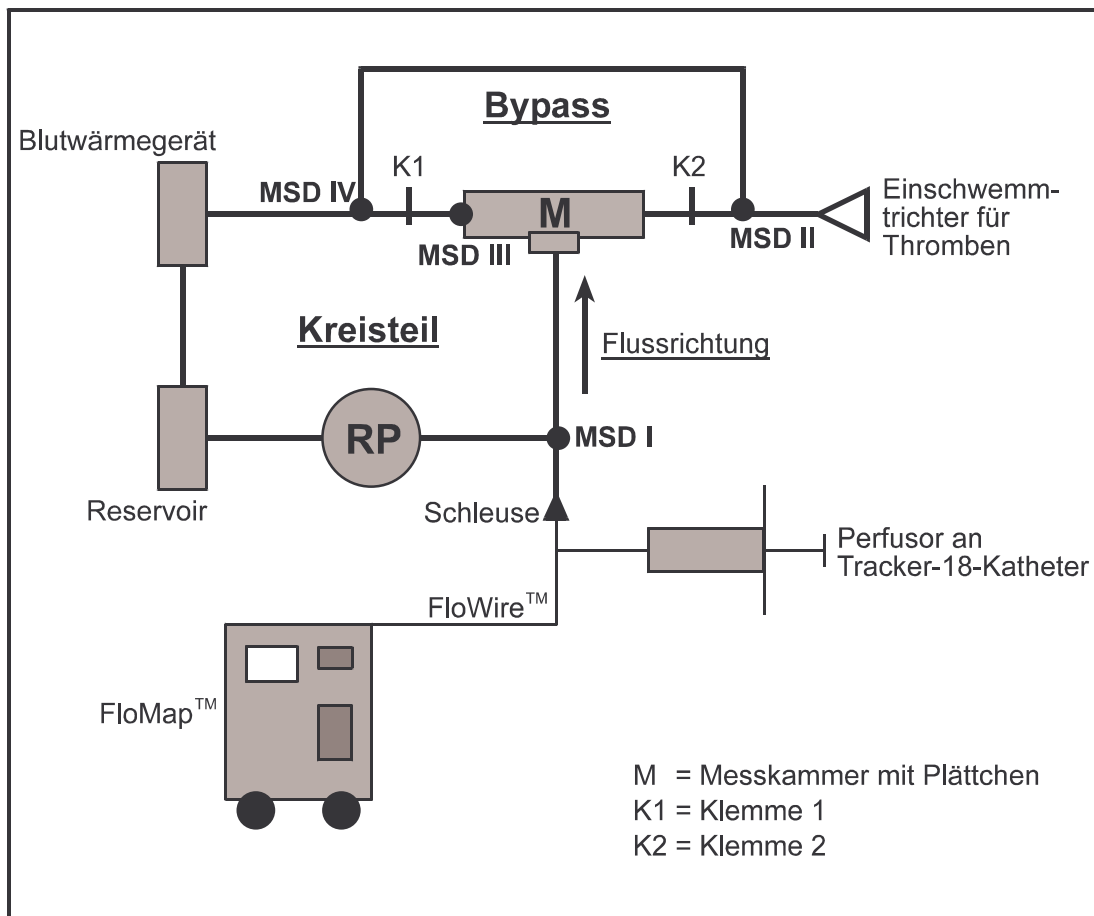 Bypass
Blutwärmegerät
K1
K2
MSD IV
M
Einschwemm-
trichter für
Thromben
MSD III
MSD II
Kreisteil
Flussrichtung
RP
MSD I
Reservoir
Schleuse
Perfusor an
Tracker-18-Katheter
FloWire™
FloMap™
M = Messkammer mit Plättchen
K1 = Klemme 1
K2 = Klemme 2